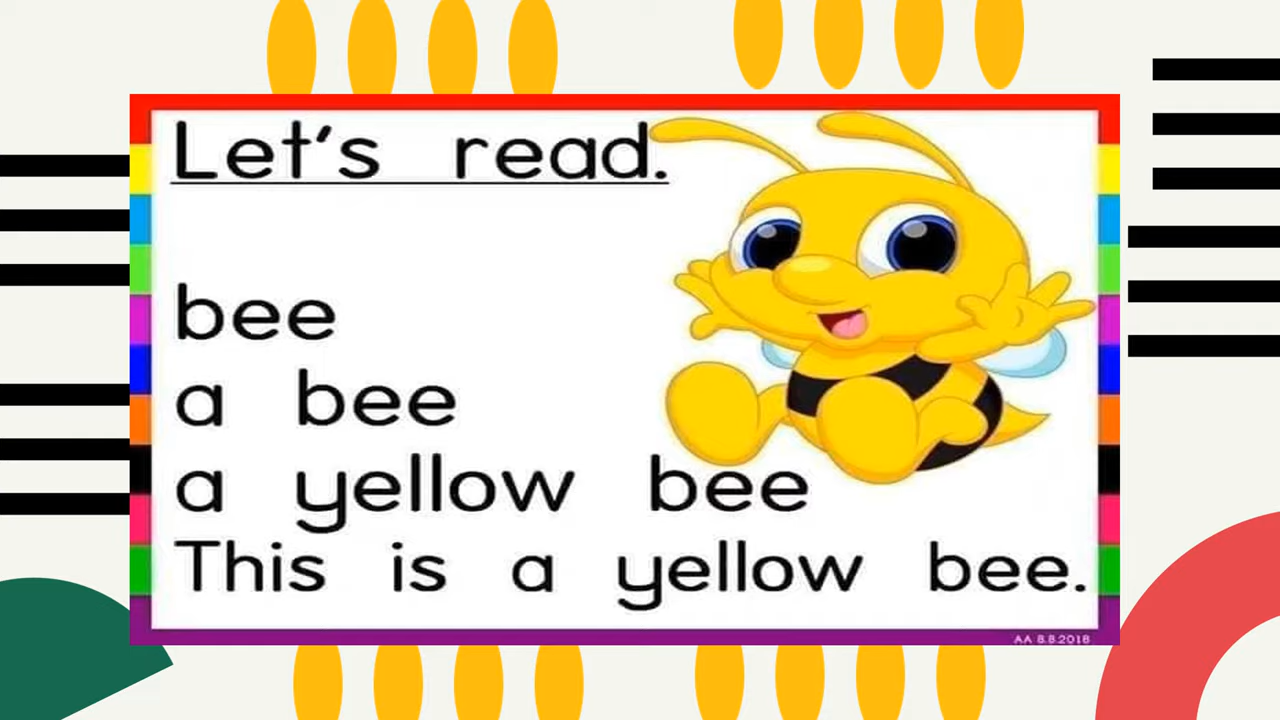 Let's read.
bee
a bee
a yellow bee
This is a yellow bee.
AA 8.8.2018